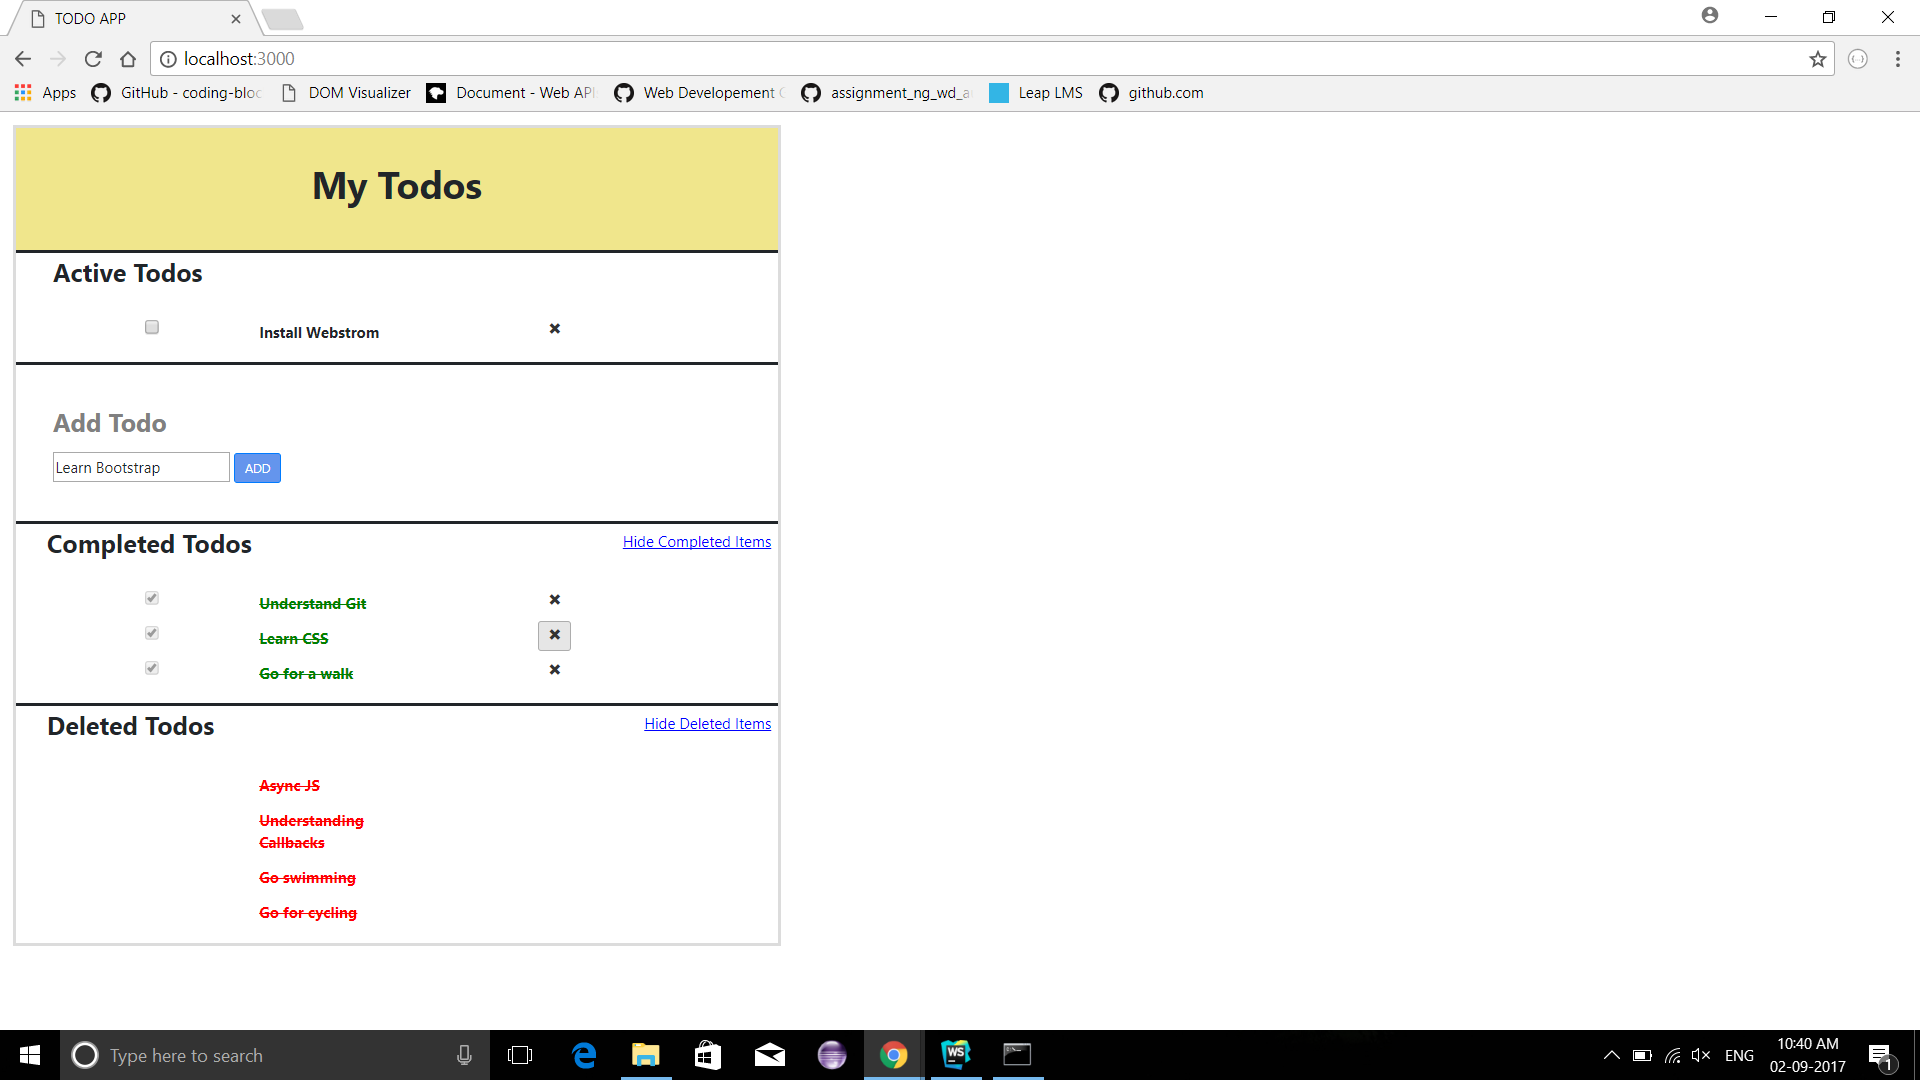 TODO APP
localhost:3000
Apps
GitHub - coding-bloc
DOM Visualizer
Document - Web API
Web Developement
assignment_ng_wd_a
Leap LMS
github.com
My Todos
Active Todos
Install Webstrom
Add Todo
Learn Bootstrap
ADD
Completed Todos
Hide Completed Items
Understand Git
Learn CSS
Go for a walk
Deleted Todos
Hide Deleted Items
Async JS
Understanding
Callbacks
Go swimming
Go for cycling
Type here to search
WS
ENG
10:40 AM
02-09-2017
1